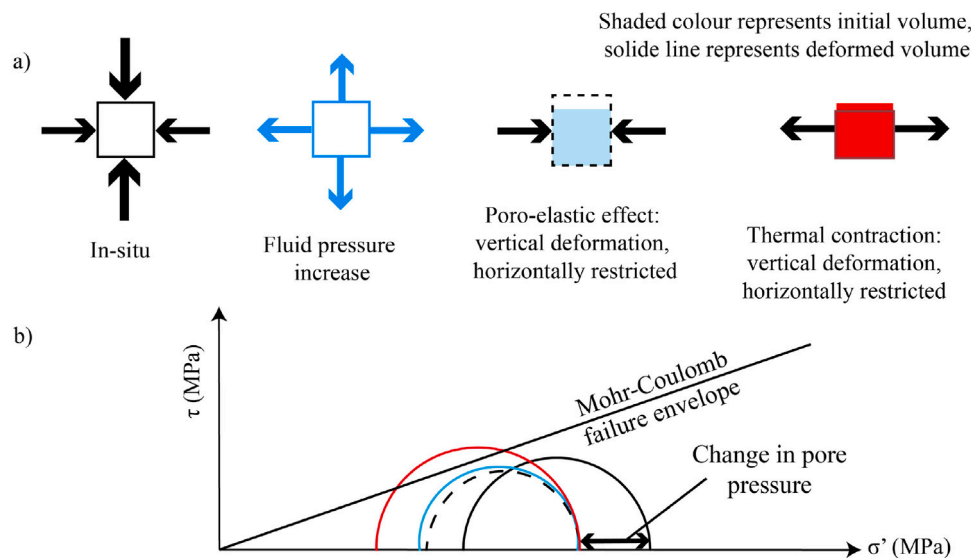 Shaded colour represents initial volume,
solide line represents deformed volume
a)
In-situ
Fluid pressure
increase
Poro-elastic effect:
vertical deformation,
horizontally restricted
Thermal contraction:
vertical deformation,
horizontally restricted
b)
τ (MPa)
Mohr-Coulomb
failure envelope
Change in pore
pressure
σ' (MPa)